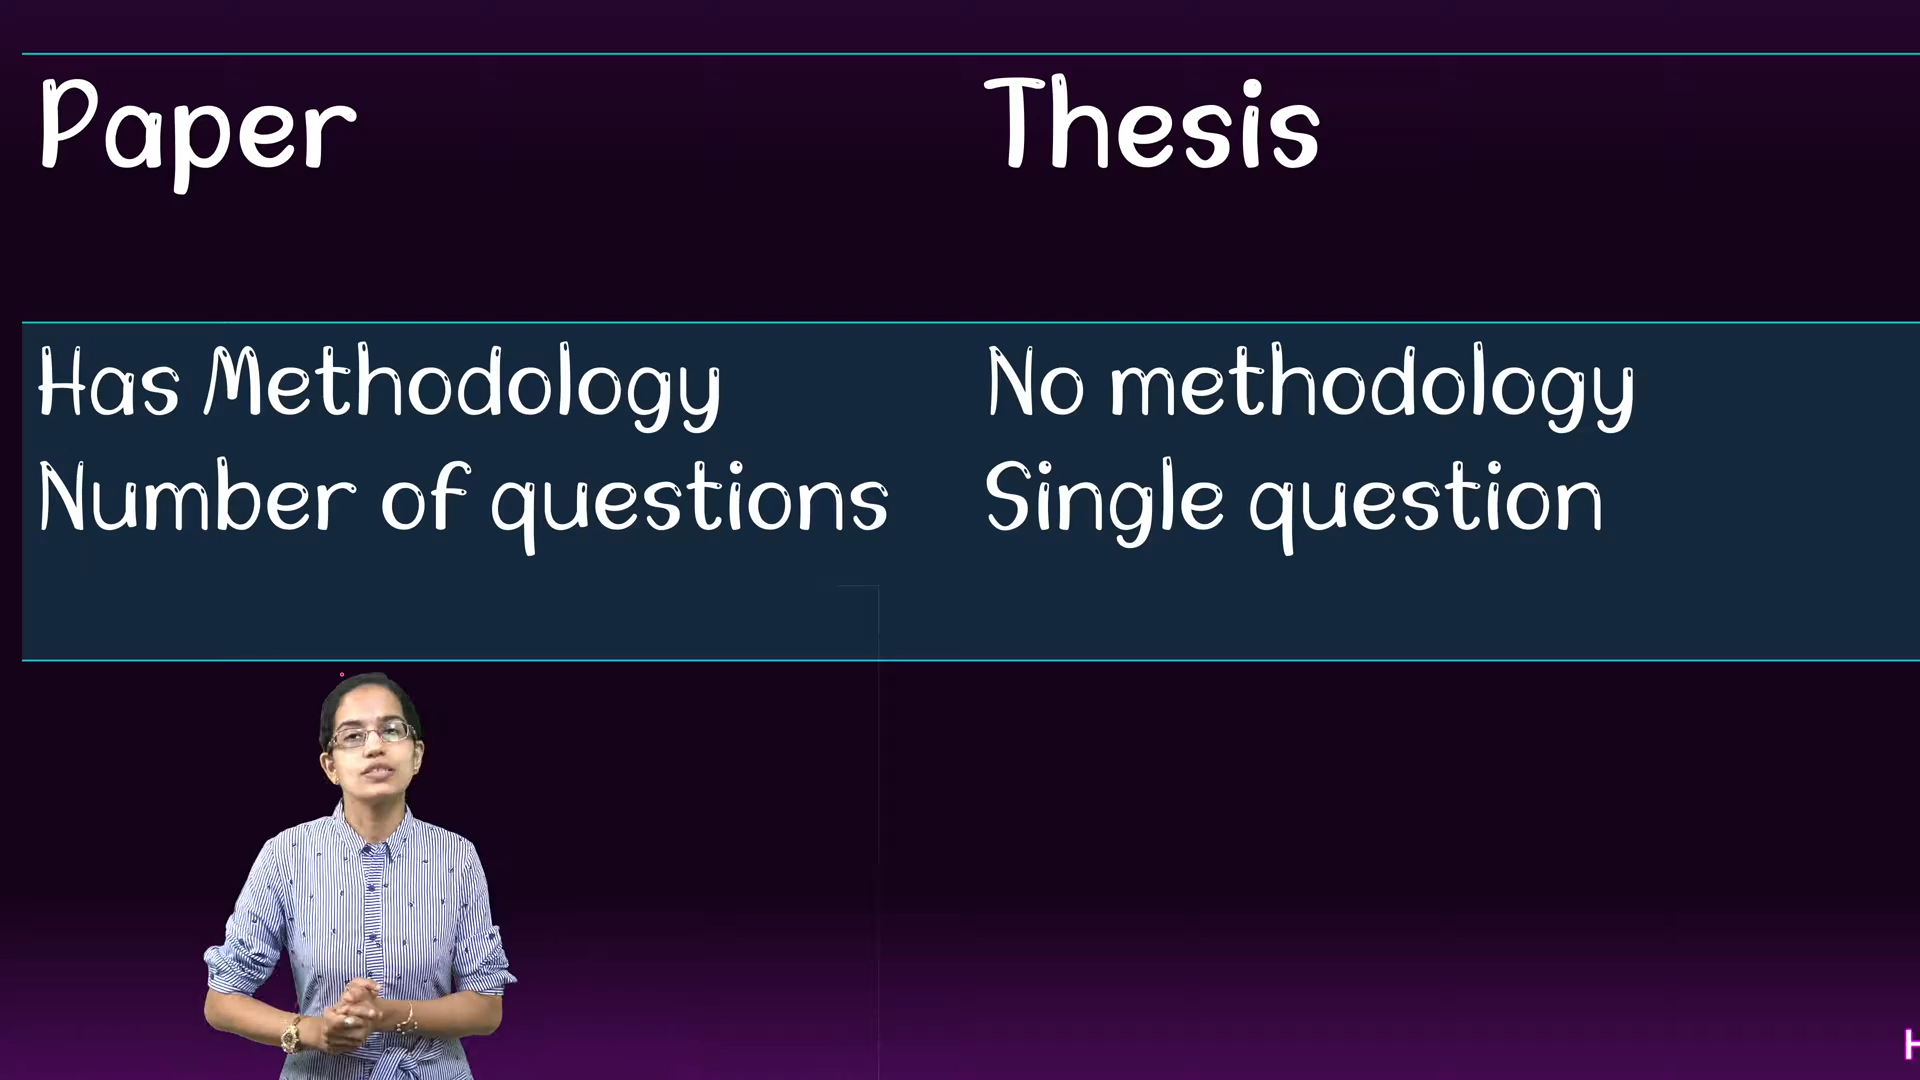 Paper
Thesis
Has Methodology
No methodology
Number of questions
Single question
H